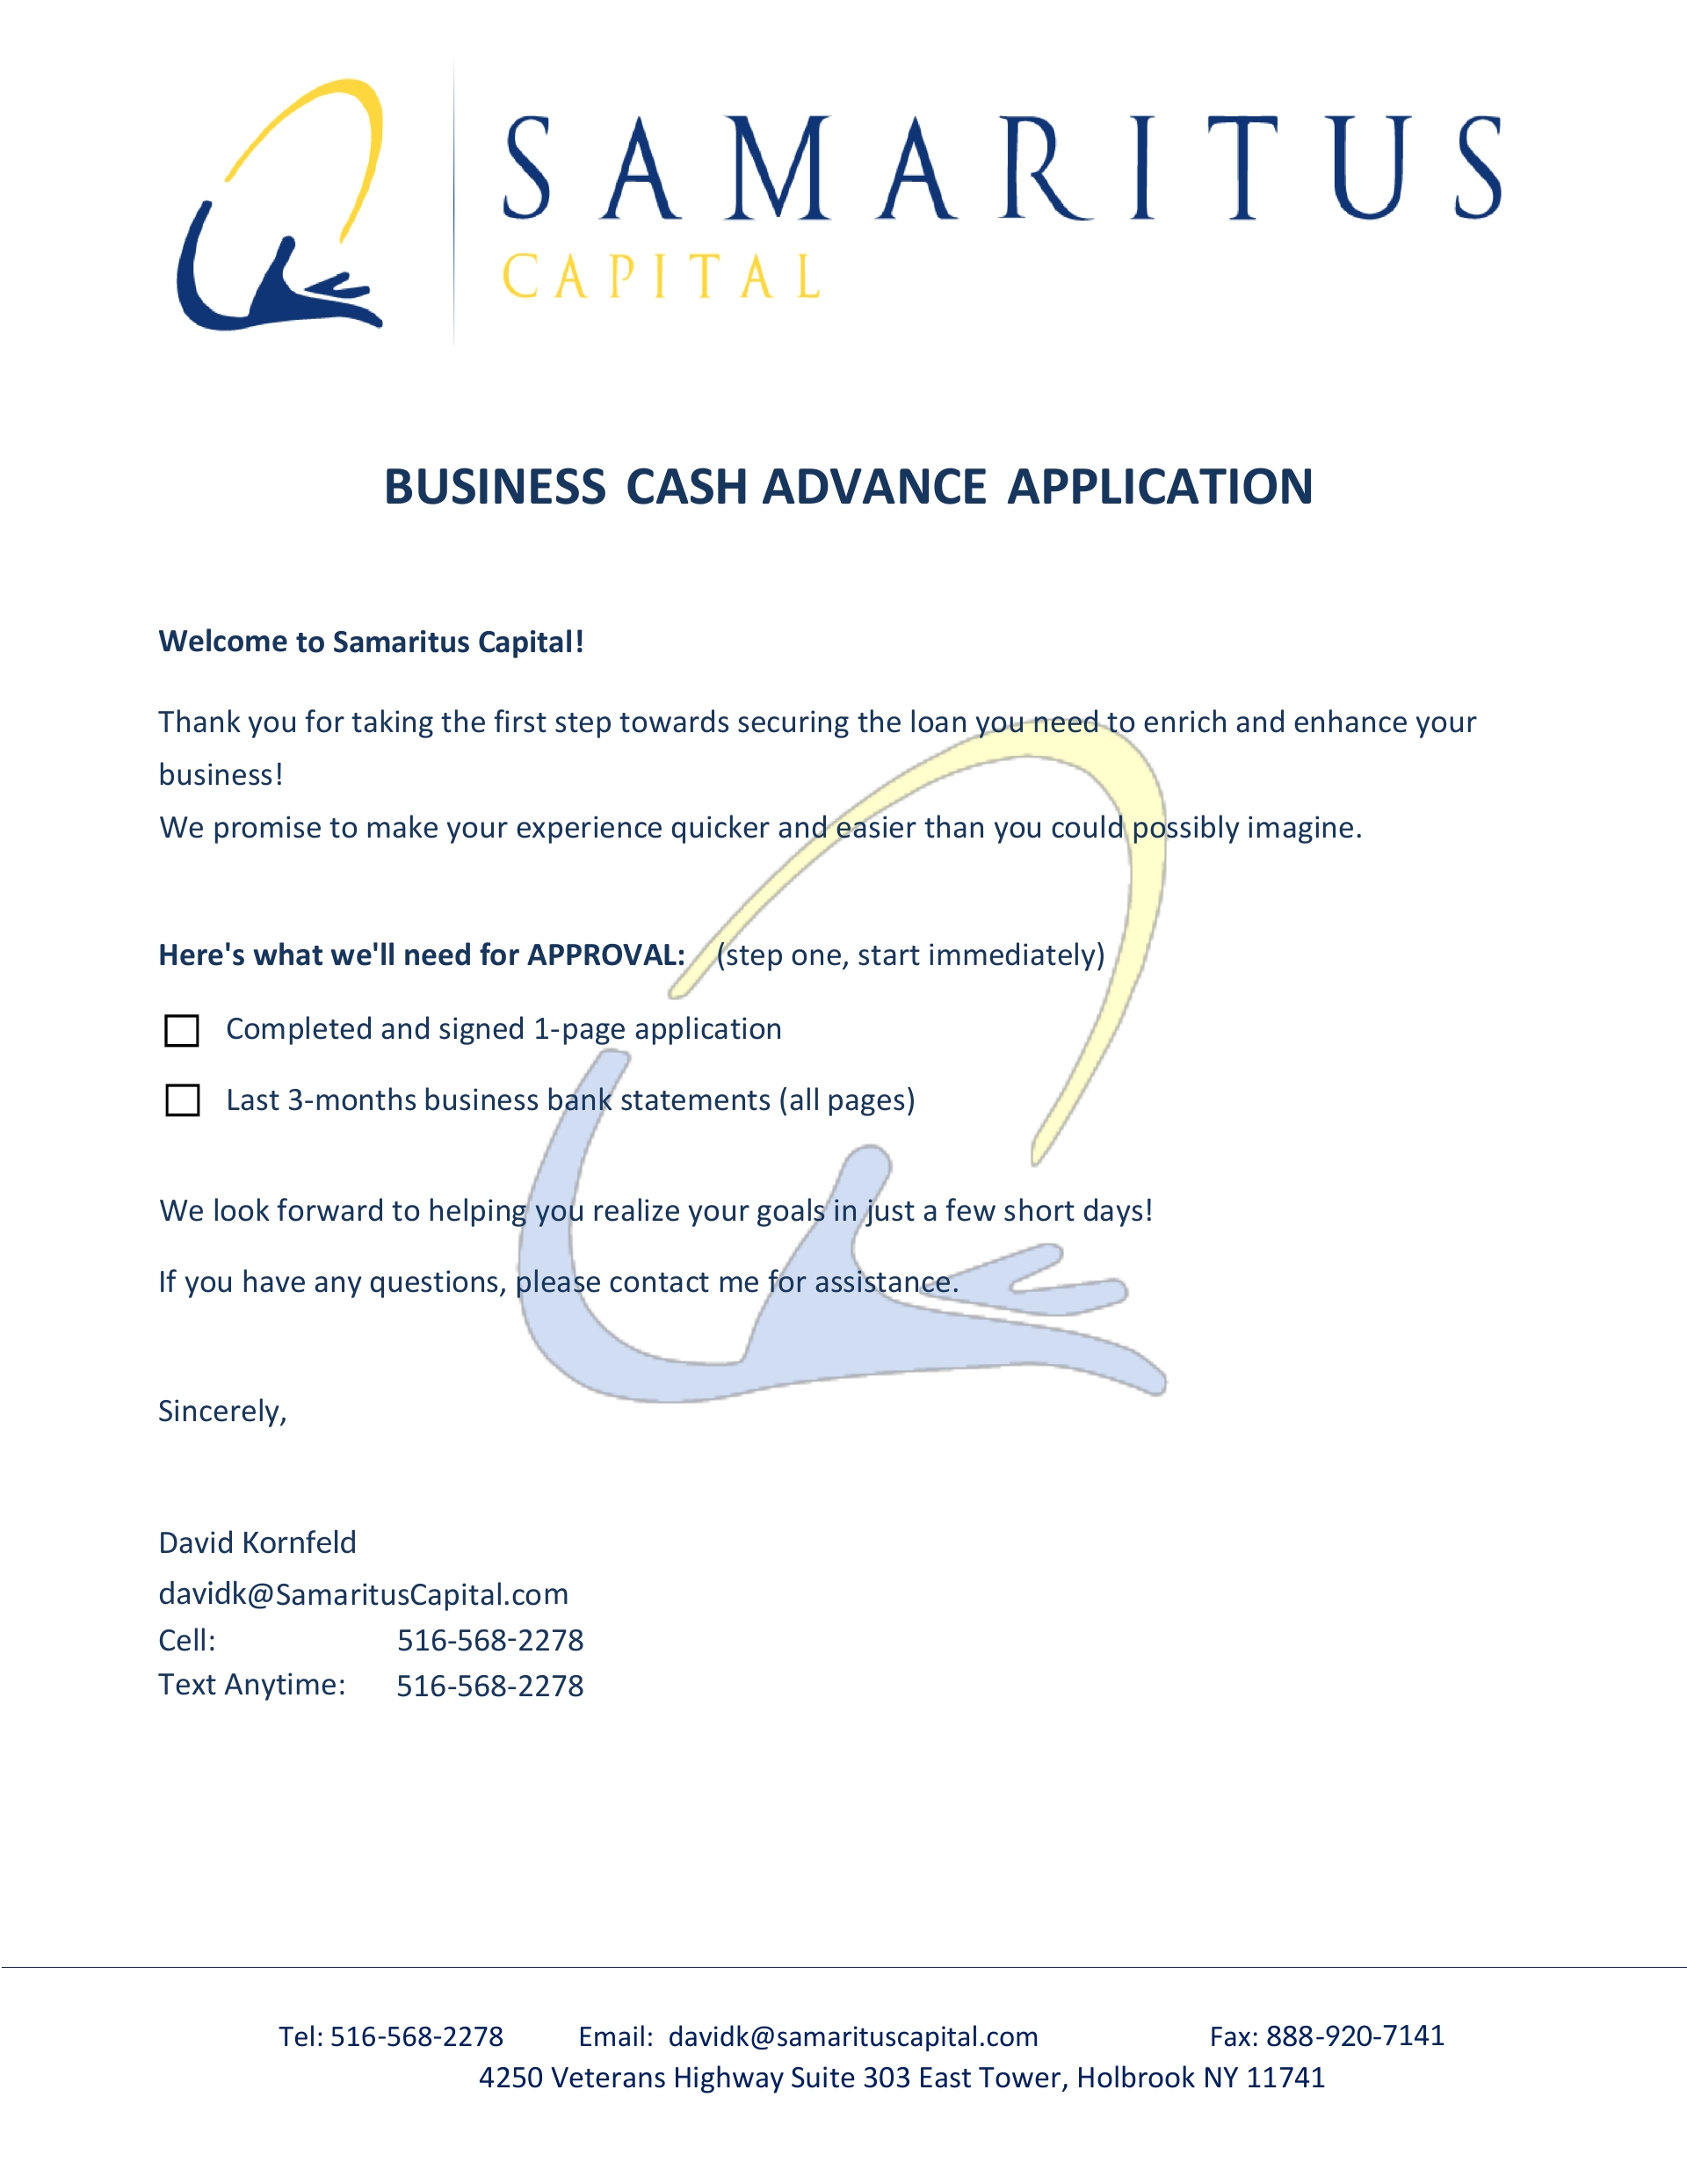 SAMARITUS
CAPITAL
BUSINESS CASH ADVANCE APPLICATION
Welcome to Samaritus Capital!
Thank you for taking the first step towards securing the loan you need to enrich and enhance your
business!
We promise to make your experience quicker and easier than you could possibly imagine.
Here's what we'll need for APPROVAL: (step one, start immediately)
Completed and signed 1-page application
Last 3-months business bank statements (all pages)
We look forward to helping you realize your goals in just a few short days!
If you have any questions, please contact me for assistance.
Sincerely,
David Kornfeld
davidk@SamaritusCapital.com
Cell: 516-568-2278
Text Anytime: 516-568-2278
Tel: 516-568-2278 Email: davidk@samarituscapital.com Fax: 888-920-7141
4250 Veterans Highway Suite 303 East Tower, Holbrook NY 11741